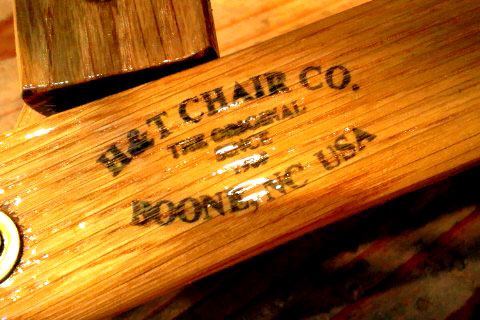 H&T CHAIR CO.
THE ORIGINAL
SINCE
BOONE, NC USA